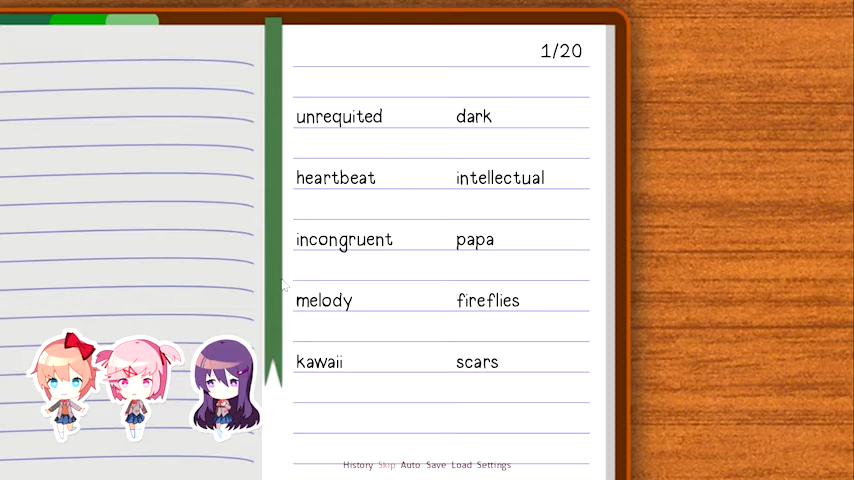 1/20
unrequited dark
heartbeat intellectual
incongruent papa
melody fireflies
kawaii scars
History Skip Auto Save Load Settings